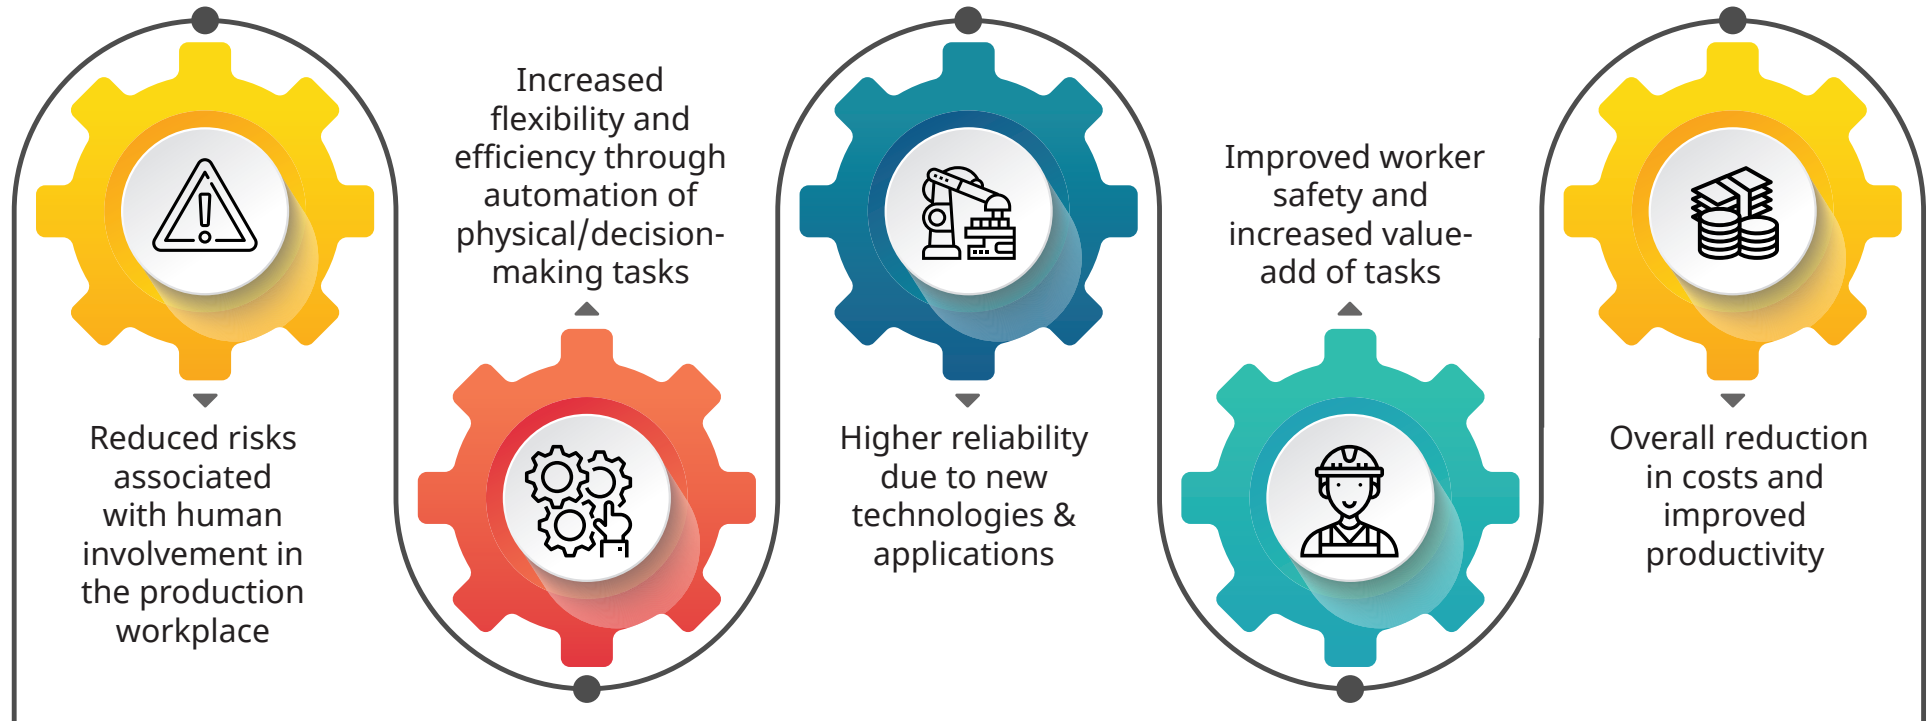 Reduced risks
associated
with human
involvement in
the production
workplace
Increased
flexibility and
efficiency through
automation of
physical/decision-
making tasks
Higher reliability
due to new
technologies &
applications
Improved worker
safety and
increased value-
add of tasks
Overall reduction
in costs and
improved
productivity